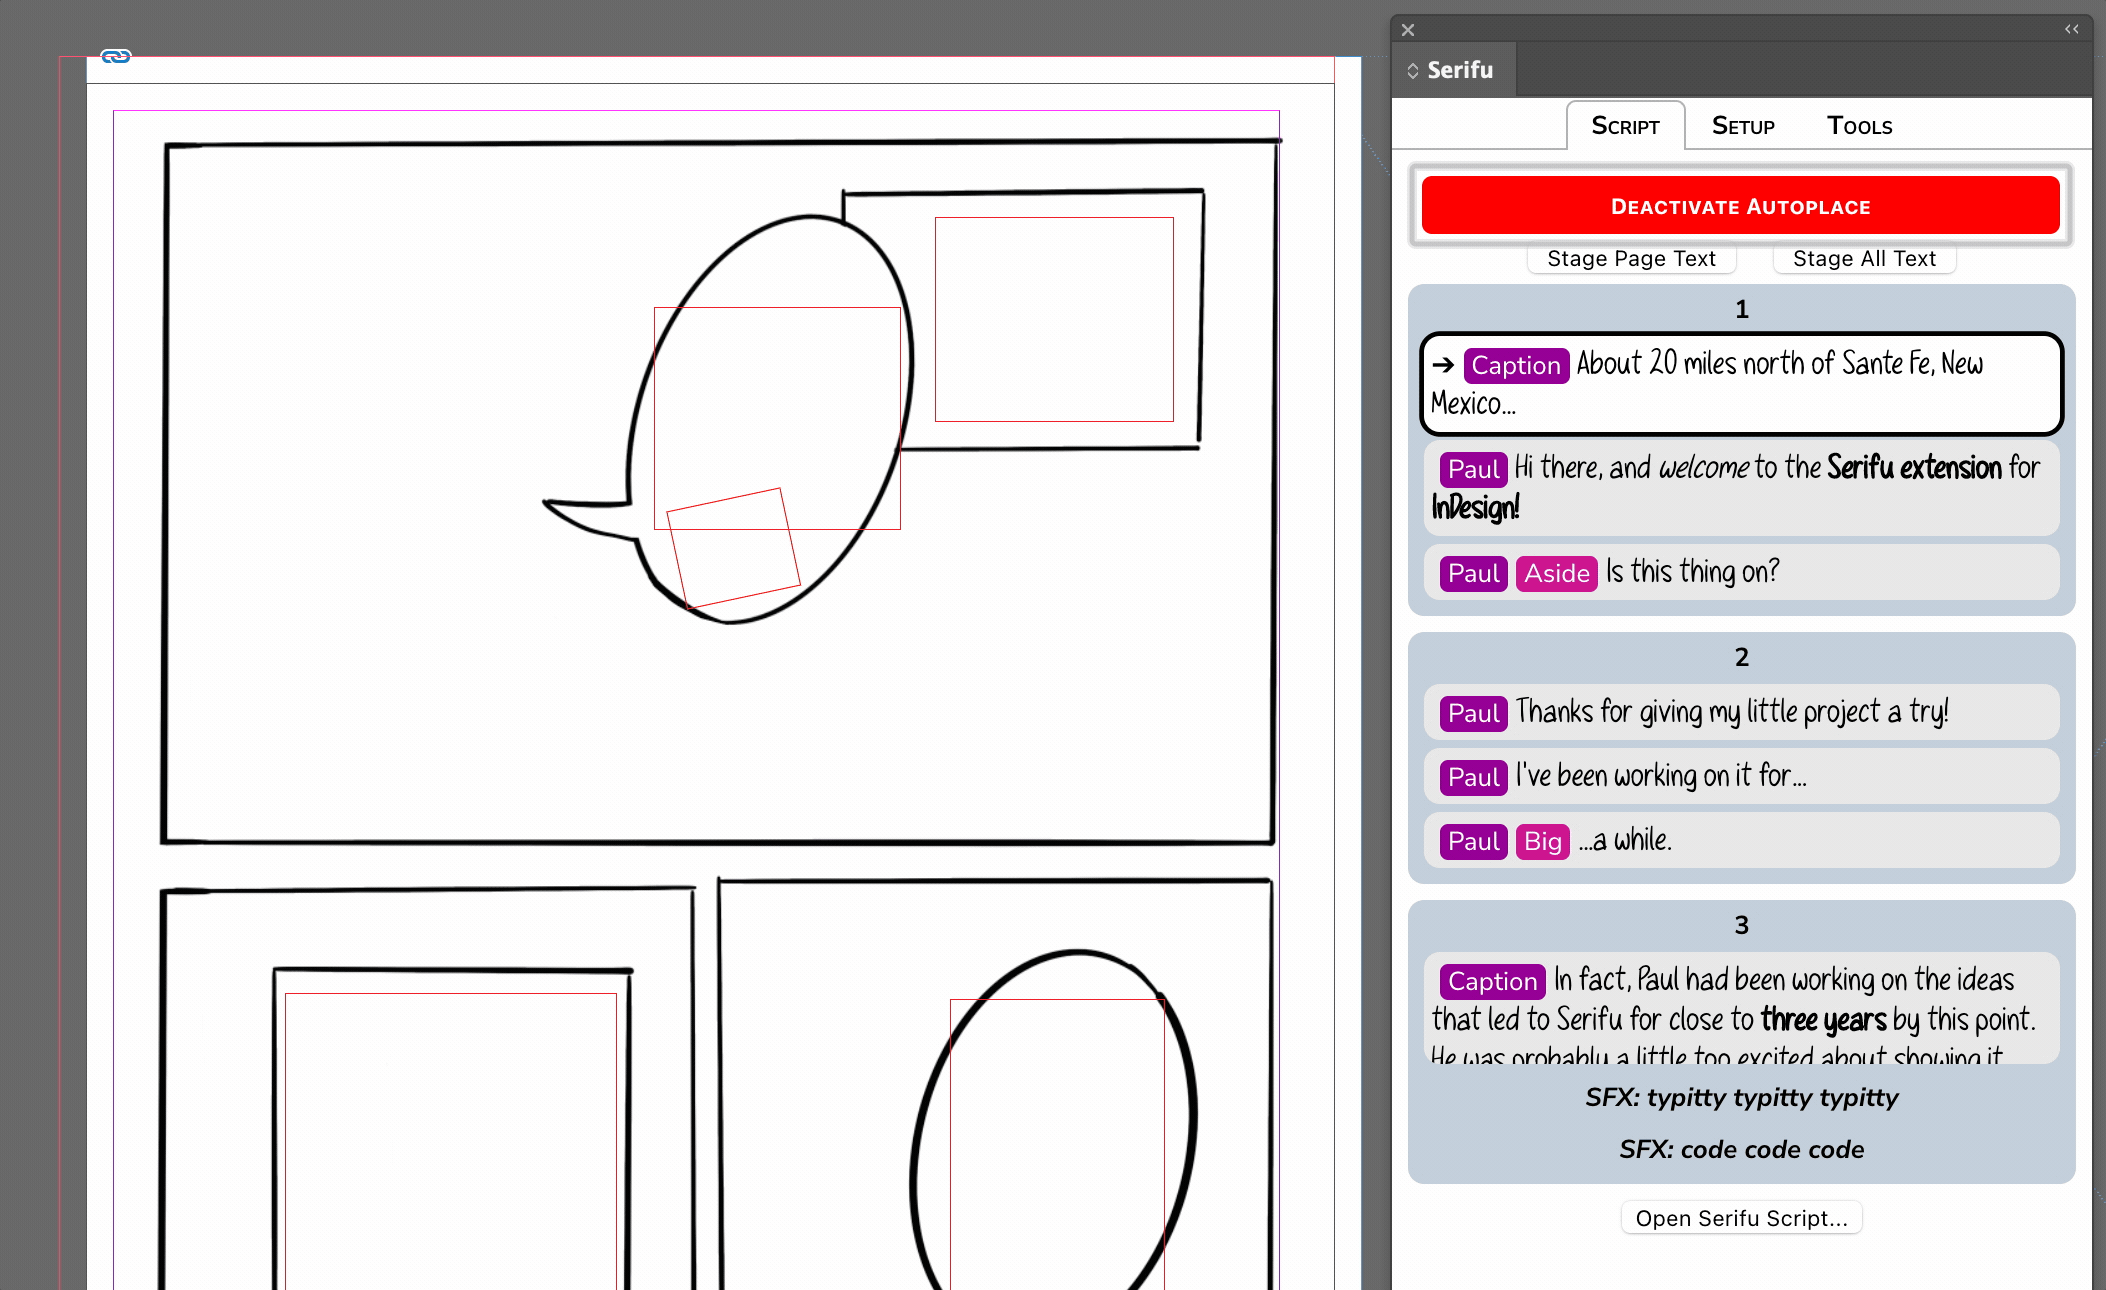 Serifu
Script Setup Tools
Deactivate Autoplace
Stage Page Text Stage All Text
1
➔ Caption About 20 miles north of Sante Fe, New
Mexico...
Paul Hi there, and welcome to the Serifu extension for
InDesign!
Paul Aside Is this thing on?
2
Paul Thanks for giving my little project a try!
Paul I've been working on it for...
Paul Big ...a while.
3
Caption In fact, Paul had been working on the ideas
that led to Serifu for close to three years by this point.
He was probably a little too excited about showing it
SFX: typitty typitty typitty
SFX: code code code
Open Serifu Script...